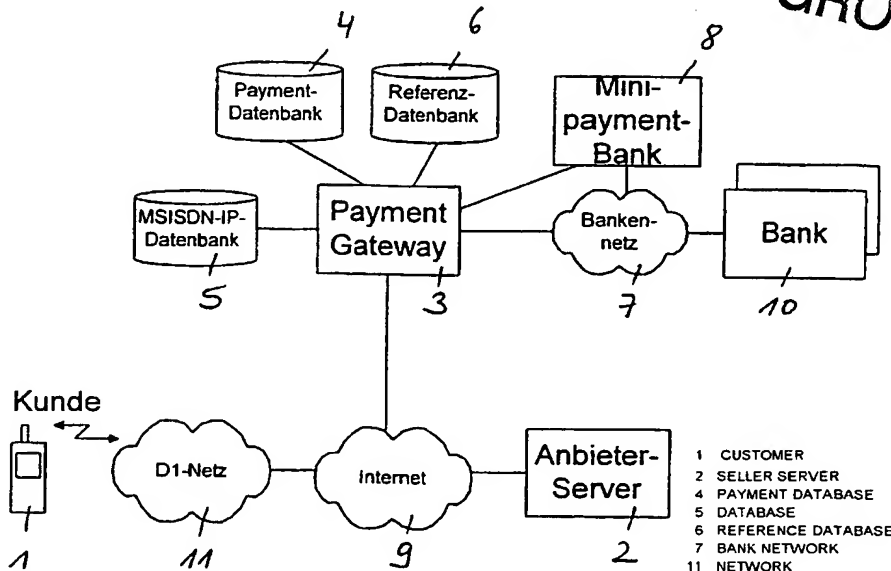 4
6
8
Payment-
Datenbank
Referenz-
Datenbank
Mini-
payment-
Bank
MSISDN-IP-
Datenbank
Payment
Gateway
Banken-
netz
Bank
5
3
7
10
Kunde
D1-Netz
Internet
Anbieter-
Server
1
11
9
2
1 CUSTOMER
2 SELLER SERVER
4 PAYMENT DATABASE
5 DATABASE
6 REFERENCE DATABASE
7 BANK NETWORK
11 NETWORK